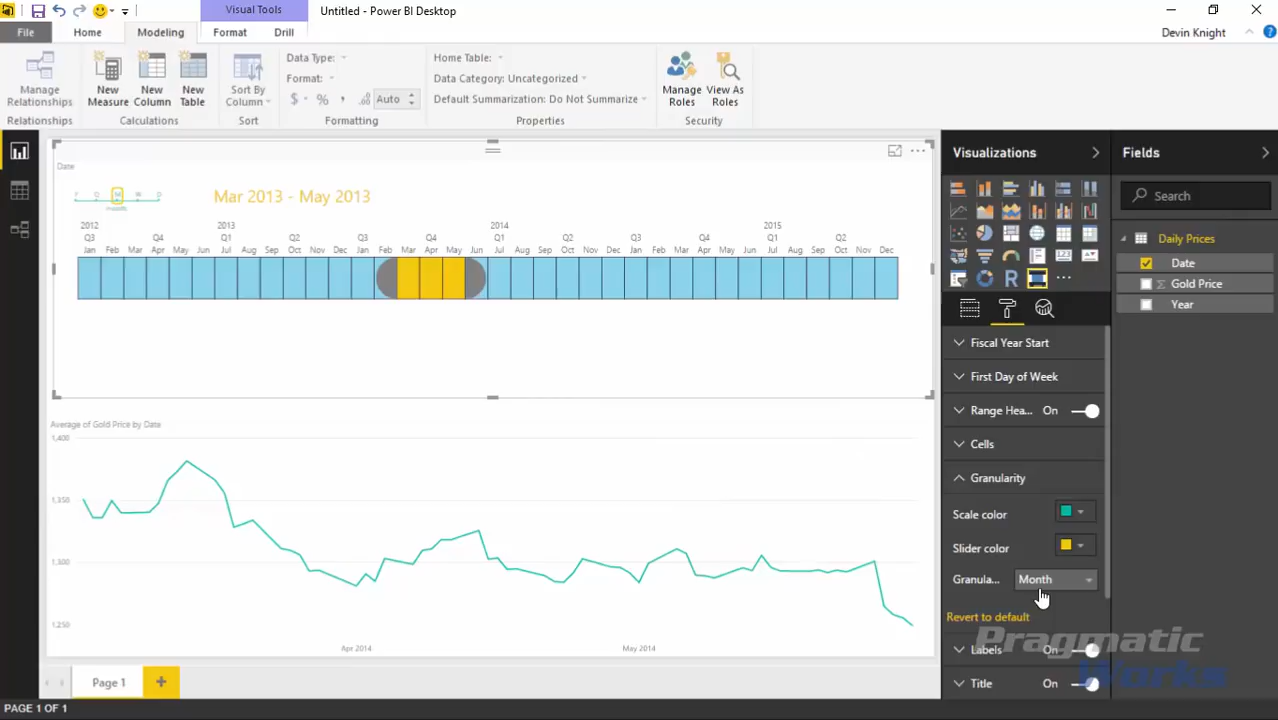 Visual Tools
Untitled - Power BI Desktop
File
Home
Modeling
Format
Drill
Devin Knight
Manage Relationships
New Measure
New Column
New Table
Sort By Column
Data Type:
Format:
$ % , .00 Auto
Home Table:
Data Category: Uncategorized
Default Summarization: Do Not Summarize
Manage Roles
View As Roles
Relationships
Calculations
Sort
Formatting
Properties
Security
Date
Y Q M W D
month
Mar 2013 - May 2013
2012 2013 2014 2015
Q3 Q4 Q1 Q2 Q3 Q4 Q1 Q2 Q3 Q4 Q1 Q2
Jan Feb Mar Apr May Jun Jul Aug Sep Oct Nov Dec Jan Feb Mar Apr May Jun Jul Aug Sep Oct Nov Dec Jan Feb Mar Apr May Jun Jul Aug Sep Oct Nov Dec
Average of Gold Price by Date
1,400
1,350
1,300
1,250
Apr 2014
May 2014
Page 1
PAGE 1 OF 1
Visualizations
R
Fiscal Year Start
First Day of Week
Range Hea... On
Cells
Granularity
Scale color
Slider color
Granula... Month
Revert to default
Labels On
Title On
Fields
Search
Daily Prices
Date
Σ Gold Price
Year
Pragmatic
Works